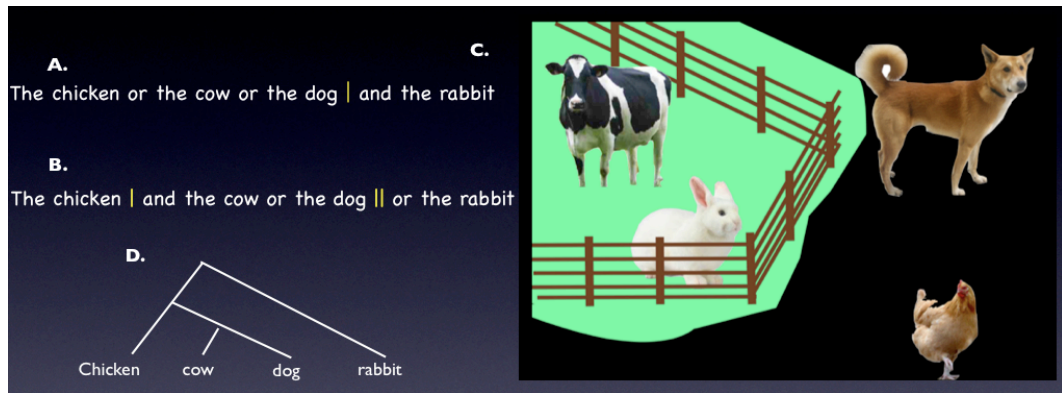 A.
The chicken or the cow or the dog | and the rabbit
B.
The chicken | and the cow or the dog || or the rabbit
C.
D.
Chicken cow dog rabbit